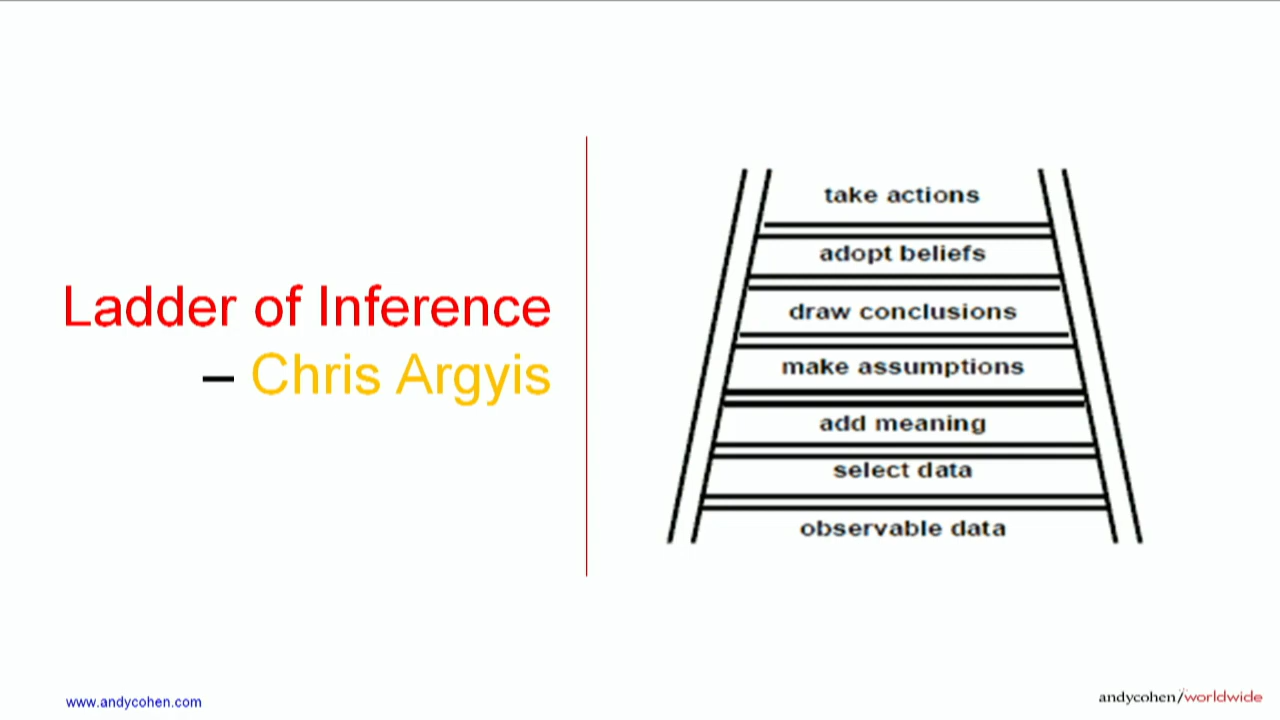 Ladder of Inference
– Chris Argyis
take actions
adopt beliefs
draw conclusions
make assumptions
add meaning
select data
observable data
www.andycohen.com
andycohen/worldwide